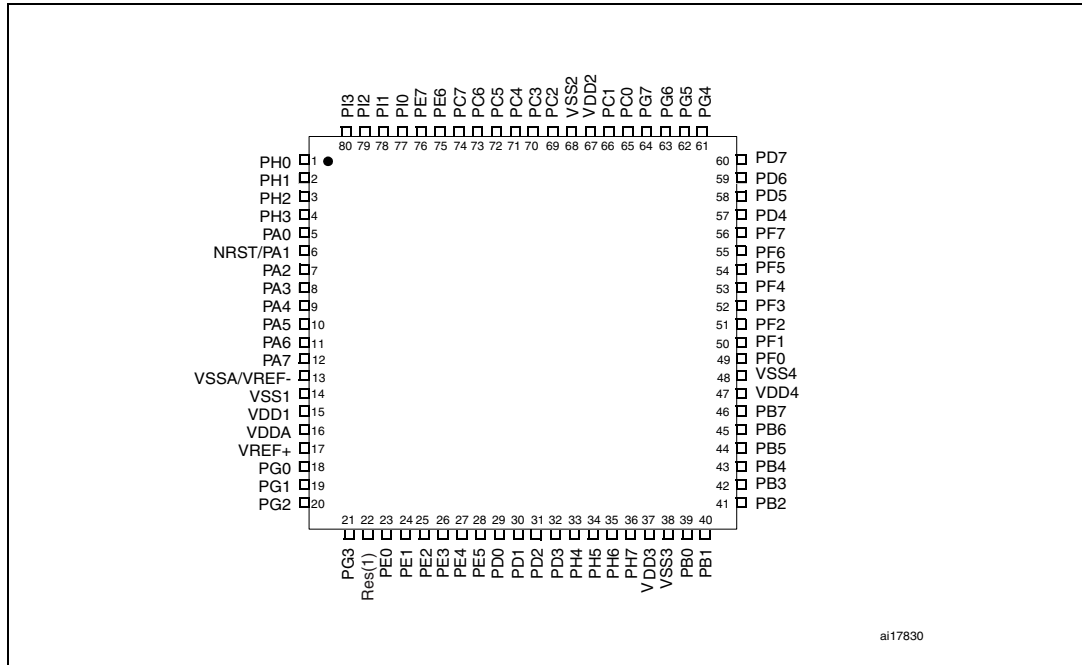 PI3 PI2 PI1 PI0 PE7 PE6 PC7 PC6 PC5 PC4 PC3 PC2 VSS2 VDD2 PC1 PC0 PG7 PG6 PG5 PG4
80 79 78 77 76 75 74 73 72 71 70 69 68 67 66 65 64 63 62 61
PH0 1 60 PD7
PH1 2 59 PD6
PH2 3 58 PD5
PH3 4 57 PD4
PA0 5 56 PF7
NRST/PA1 6 55 PF6
PA2 7 54 PF5
PA3 8 53 PF4
PA4 9 52 PF3
PA5 10 51 PF2
PA6 11 50 PF1
PA7 12 49 PF0
VSSA/VREF- 13 48 VSS4
VSS1 14 47 VDD4
VDD1 15 46 PB7
VDDA 16 45 PB6
VREF+ 17 44 PB5
PG0 18 43 PB4
PG1 19 42 PB3
PG2 20 41 PB2
21 22 23 24 25 26 27 28 29 30 31 32 33 34 35 36 37 38 39 40
PG3 Res(1) PE0 PE1 PE2 PE3 PE4 PE5 PD0 PD1 PD2 PD3 PH4 PH5 PH6 PH7 VDD3 VSS3 PB0 PB1
ai17830